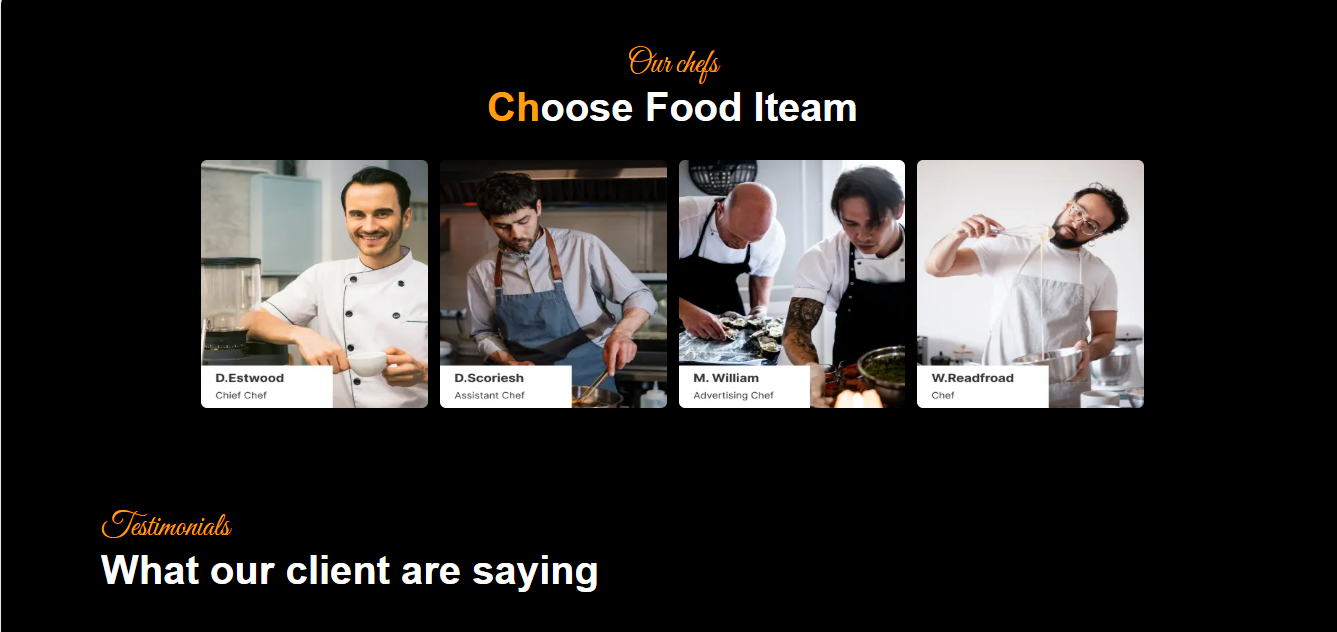 Our chefs
Choose Food Iteam
D.Estwood
Chief Chef
D.Scoriesh
Assistant Chef
M. William
Advertising Chef
W.Readfroad
Chef
Testimonials
What our client are saying